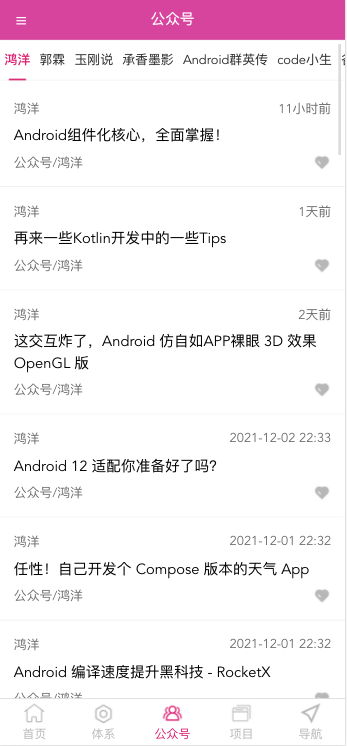 公众号
鸿洋 郭霖 玉刚说 承香墨影 Android群英传 code小生
鸿洋 11小时前
Android组件化核心，全面掌握！
公众号/鸿洋
鸿洋 1天前
再来一些Kotlin开发中的一些Tips
公众号/鸿洋
鸿洋 2天前
这交互炸了，Android 仿自如APP裸眼 3D 效果
OpenGL 版
公众号/鸿洋
鸿洋 2021-12-02 22:33
Android 12 适配你准备好了吗？
公众号/鸿洋
鸿洋 2021-12-01 22:32
任性！自己开发个 Compose 版本的天气 App
公众号/鸿洋
鸿洋 2021-12-01 22:32
Android 编译速度提升黑科技 - RocketX
公众号/鸿洋
首页 体系 公众号 项目 导航